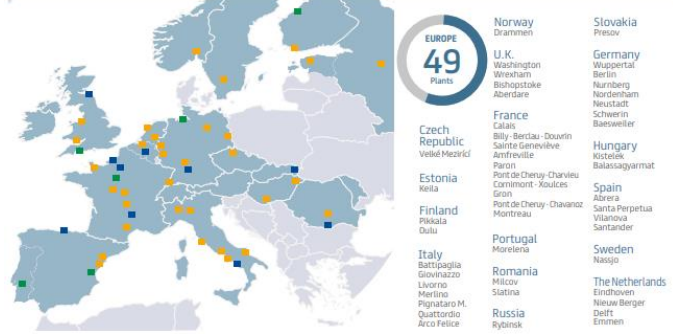 EUROPE
49
Plants
Czech
Republic
Velké Mezirící
Estonia
Keila
Finland
Pikkala
Oulu
Italy
Battipaglia
Giovinazzo
Livorno
Merlino
Pignataro M.
Quattordio
Arco Felice
Norway
Drammen
U.K.
Washington
Wrexham
Bishopstoke
Aberdare
France
Calais
Billy - Berclau - Douvrin
Sainte Geneviève
Amfreville
Paron
Pont de Cheruy - Charvieu
Cornimont - Xoulces
Gron
Pont de Cheruy - Chavanoz
Montreau
Portugal
Morelena
Romania
Milcov
Slatina
Russia
Rybinsk
Slovakia
Presov
Germany
Wuppertal
Berlin
Nurnberg
Nordenham
Neustadt
Schwerin
Baesweiler
Hungary
Kistelek
Balassagyarmat
Spain
Abrera
Santa Perpetua
Vilanova
Santander
Sweden
Nassjo
The Netherlands
Eindhoven
Nieuw Berger
Delft
Emmen